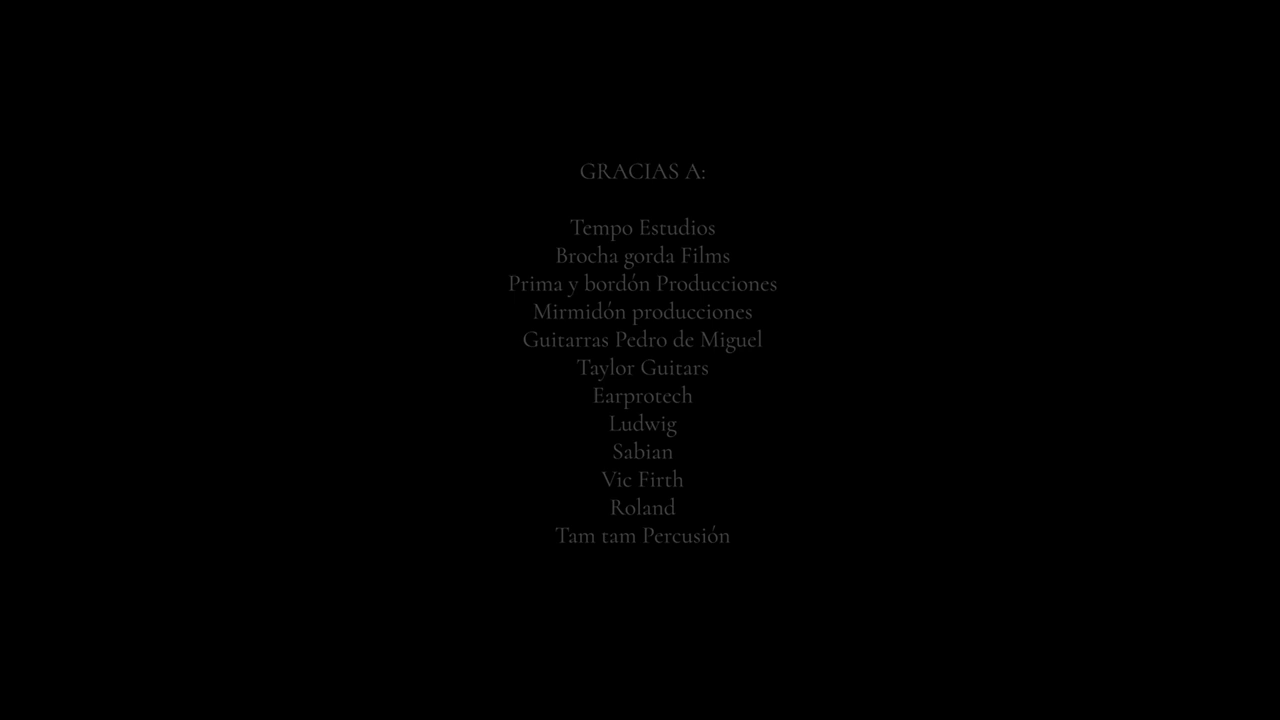 GRACIAS A:
Tempo Estudios
Brocha gorda Films
Prima y bordón Producciones
Mirmidón producciones
Guitarras Pedro de Miguel
Taylor Guitars
Earprotech
Ludwig
Sabian
Vic Firth
Roland
Tam tam Percusión